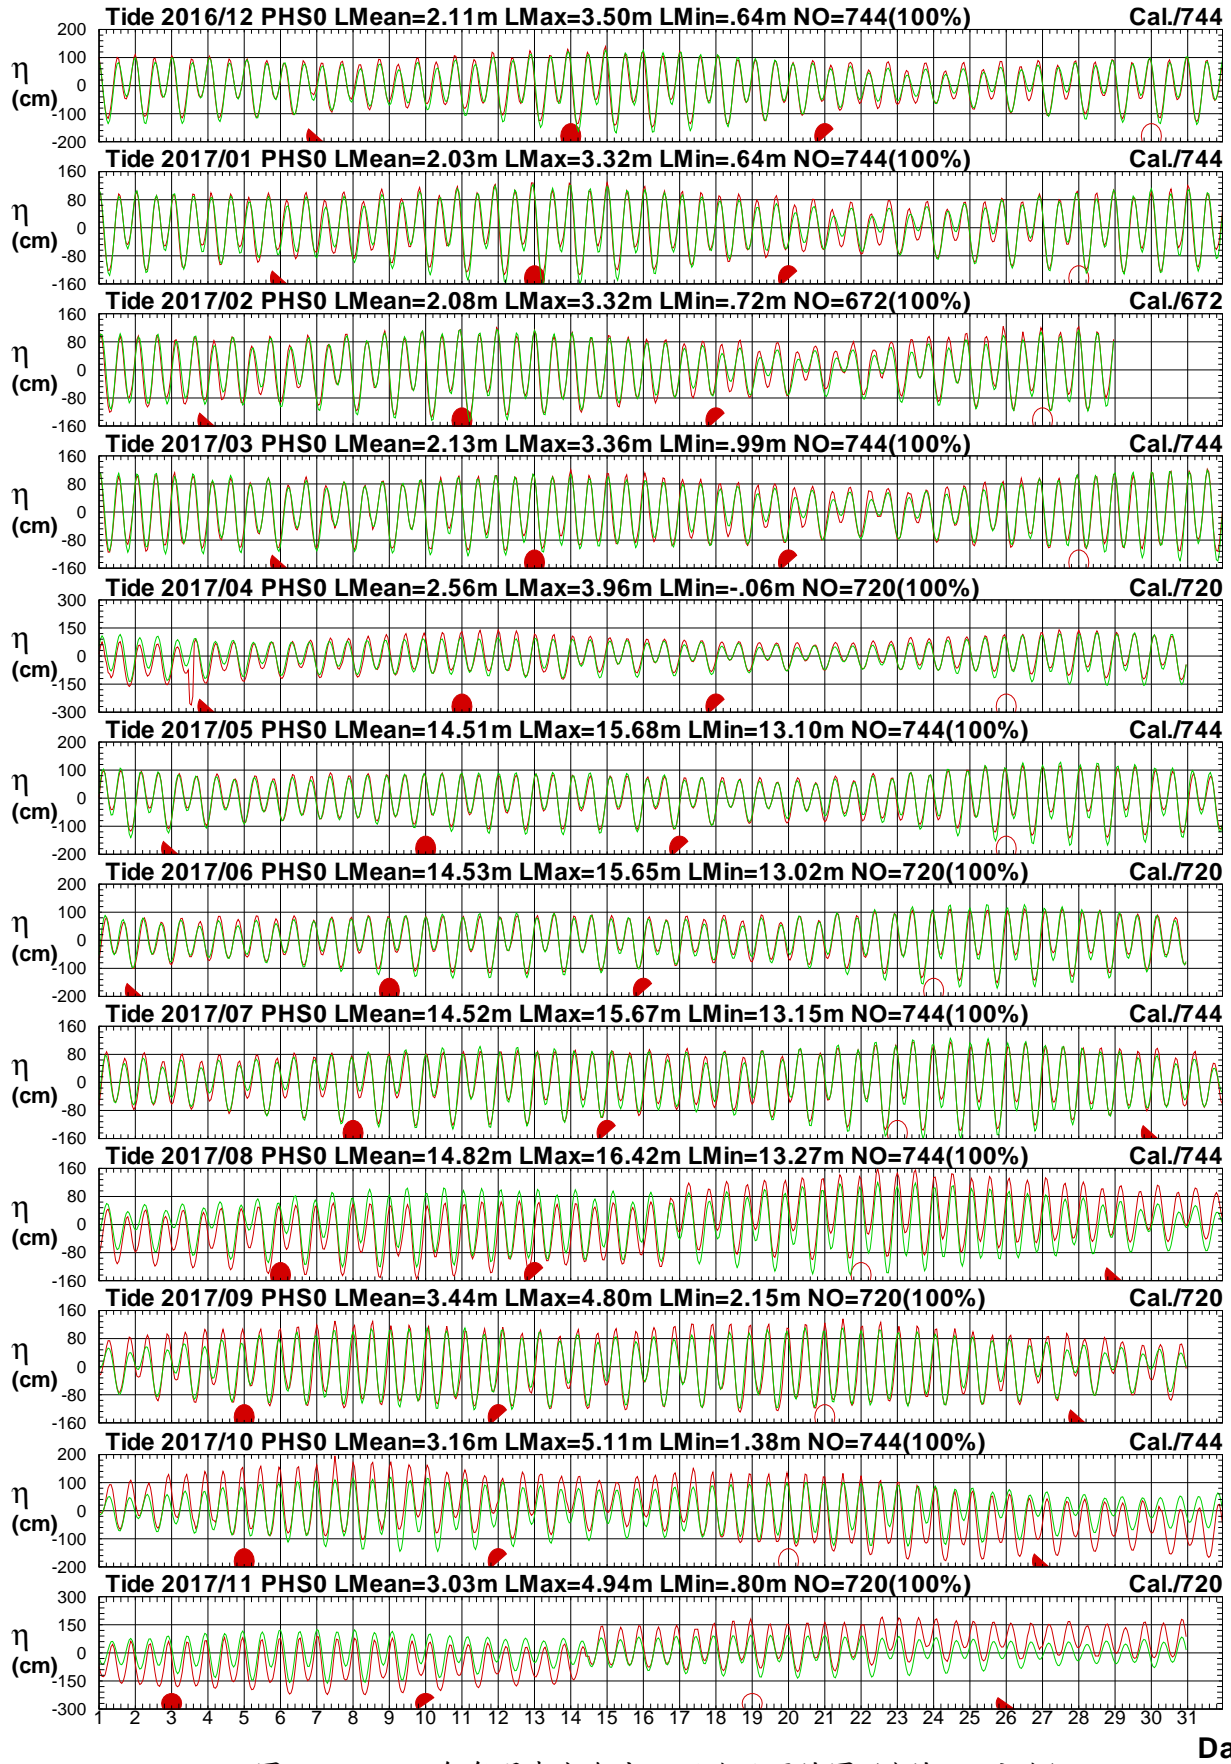 Tide 2016/12 PHS0 LMean=2.11m LMax=3.50m LMin=.64m NO=744(100%) Cal./744
200
100
0
-100
-200
η
(cm)
Tide 2017/01 PHS0 LMean=2.03m LMax=3.32m LMin=.64m NO=744(100%) Cal./744
160
80
0
-80
-160
η
(cm)
Tide 2017/02 PHS0 LMean=2.08m LMax=3.32m LMin=.72m NO=672(100%) Cal./672
160
80
0
-80
-160
η
(cm)
Tide 2017/03 PHS0 LMean=2.13m LMax=3.36m LMin=.99m NO=744(100%) Cal./744
160
80
0
-80
-160
η
(cm)
Tide 2017/04 PHS0 LMean=2.56m LMax=3.96m LMin=-.06m NO=720(100%) Cal./720
300
150
0
-150
-300
η
(cm)
Tide 2017/05 PHS0 LMean=14.51m LMax=15.68m LMin=13.10m NO=744(100%) Cal./744
200
100
0
-100
-200
η
(cm)
Tide 2017/06 PHS0 LMean=14.53m LMax=15.65m LMin=13.02m NO=720(100%) Cal./720
200
100
0
-100
-200
η
(cm)
Tide 2017/07 PHS0 LMean=14.52m LMax=15.67m LMin=13.15m NO=744(100%) Cal./744
160
80
0
-80
-160
η
(cm)
Tide 2017/08 PHS0 LMean=14.82m LMax=16.42m LMin=13.27m NO=744(100%) Cal./744
160
80
0
-80
-160
η
(cm)
Tide 2017/09 PHS0 LMean=3.44m LMax=4.80m LMin=2.15m NO=720(100%) Cal./720
160
80
0
-80
-160
η
(cm)
Tide 2017/10 PHS0 LMean=3.16m LMax=5.11m LMin=1.38m NO=744(100%) Cal./744
200
100
0
-100
-200
η
(cm)
Tide 2017/11 PHS0 LMean=3.03m LMax=4.94m LMin=.80m NO=720(100%) Cal./720
300
150
0
-150
-300
η
(cm)
1 2 3 4 5 6 7 8 9 10 11 12 13 14 15 16 17 18 19 20 21 22 23 24 25 26 27 28 29 30 31
Da